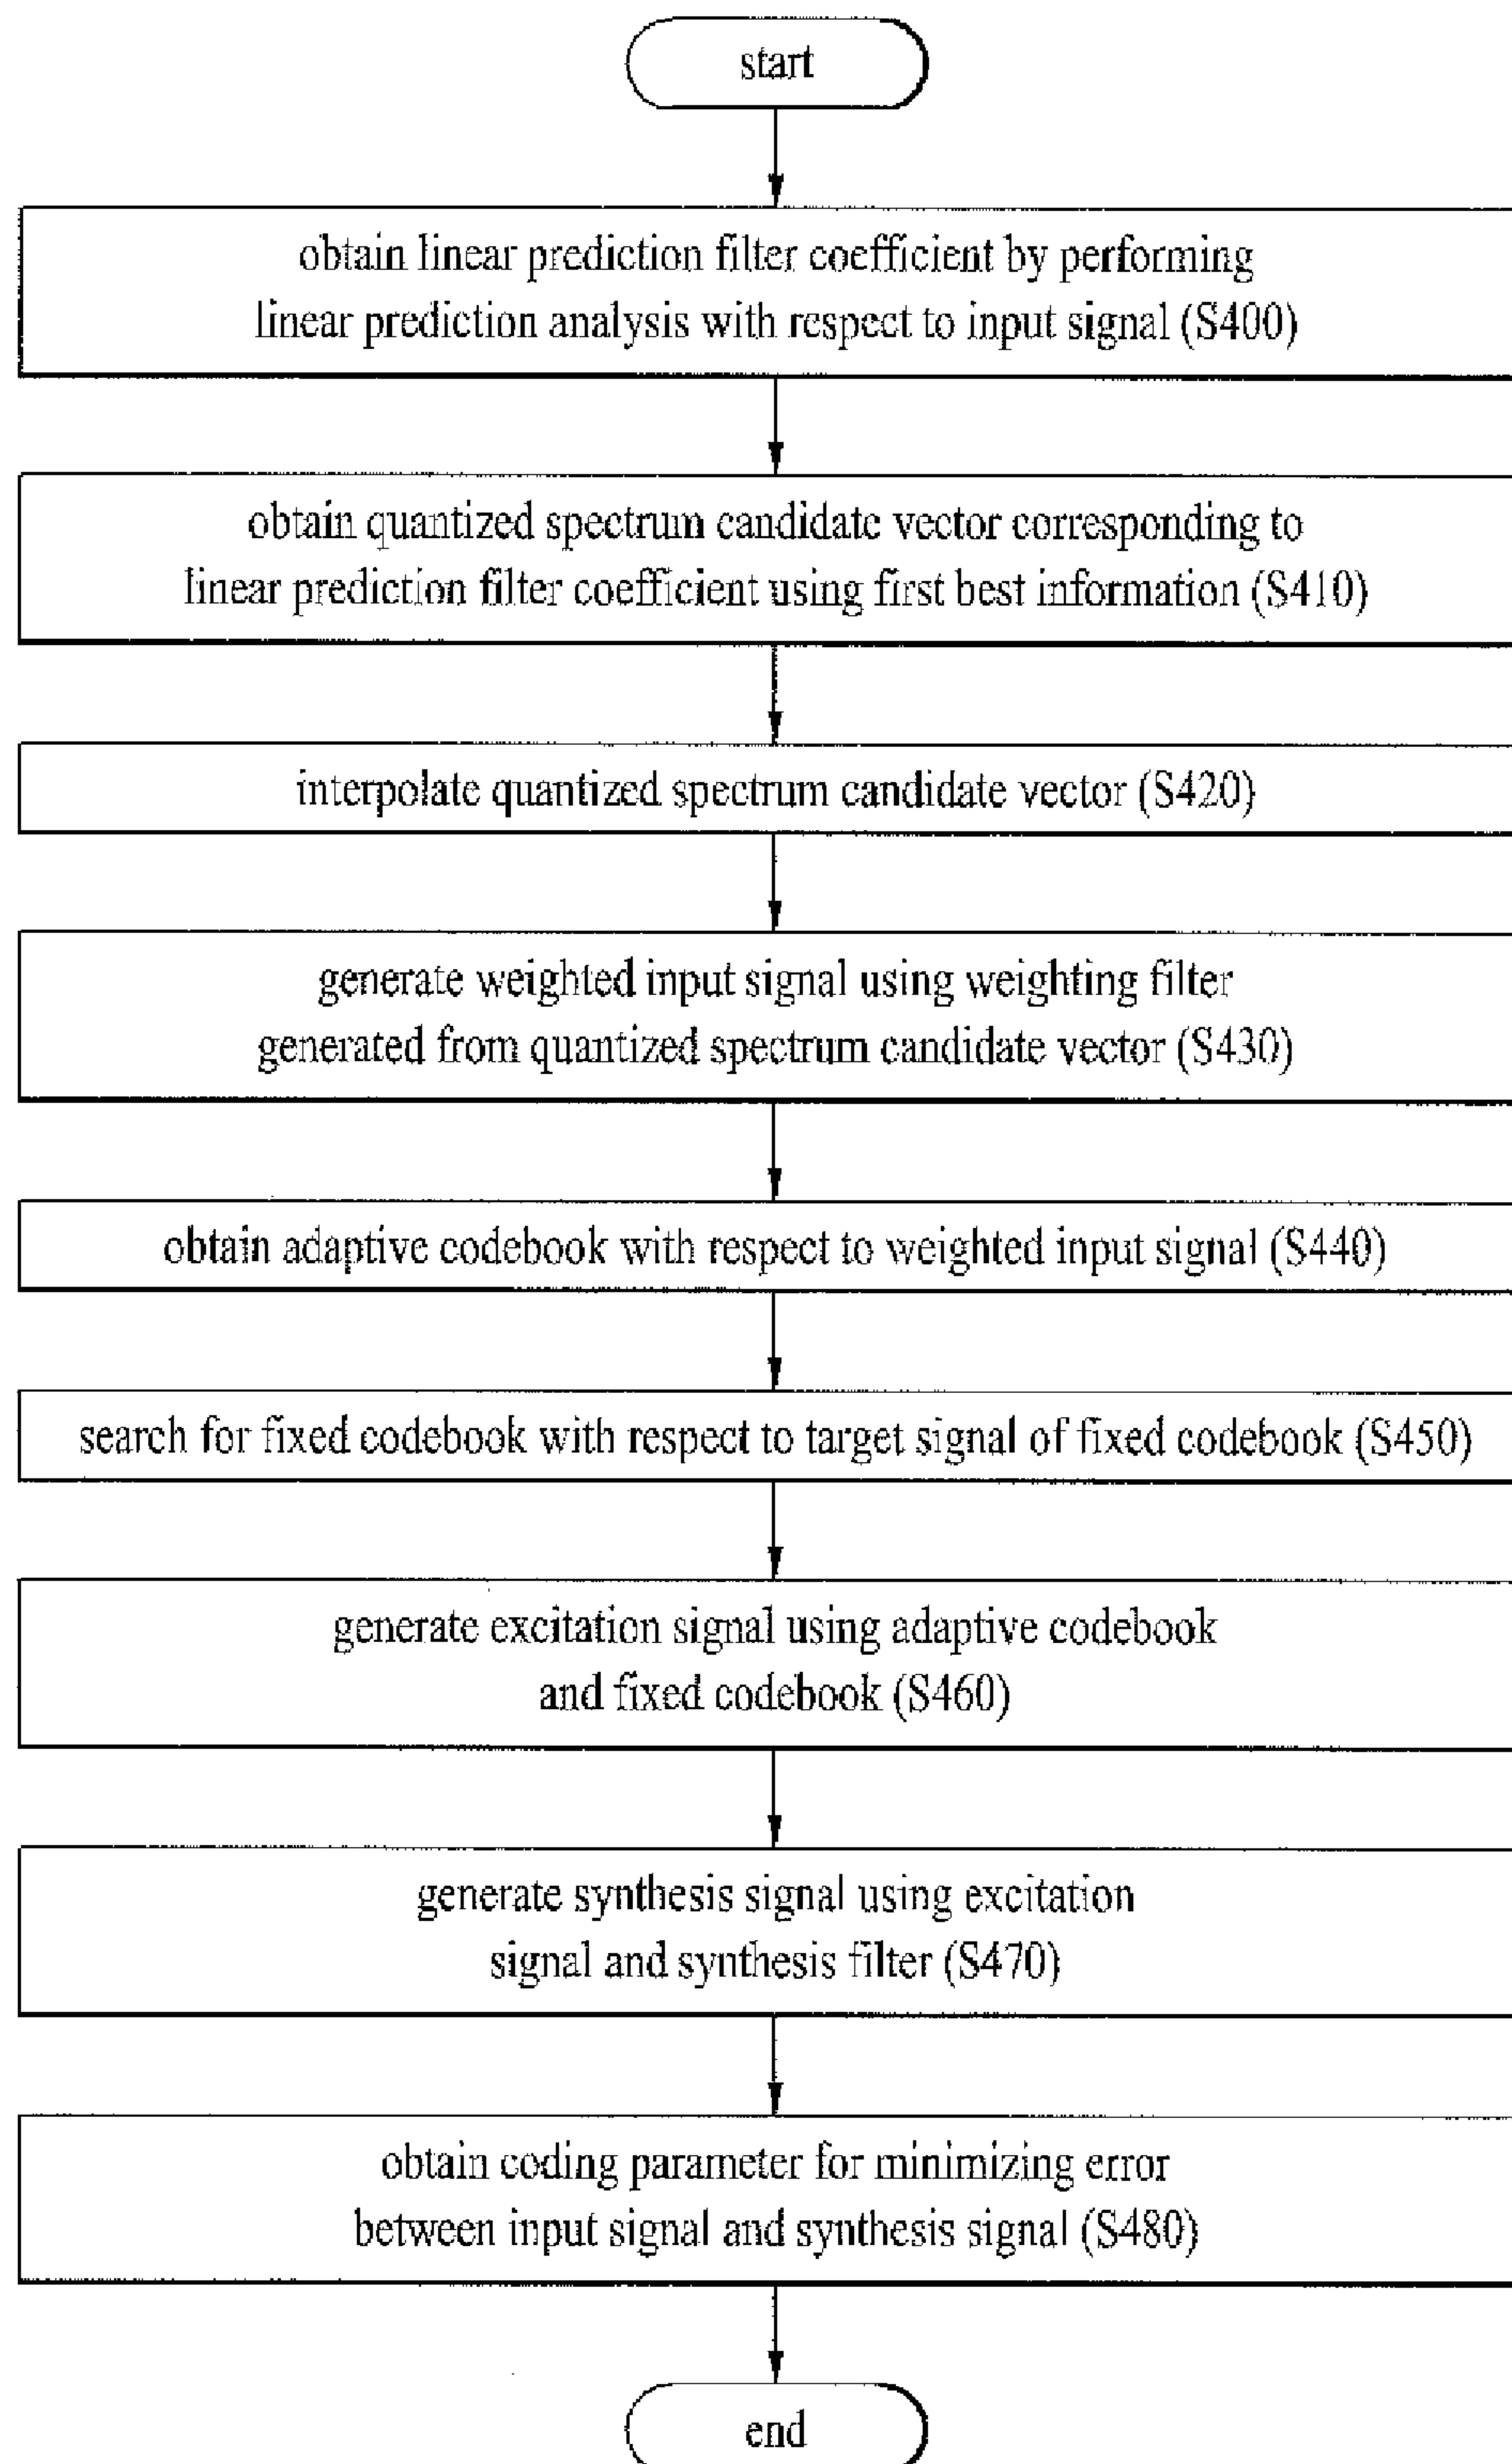 start
obtain linear prediction filter coefficient by performing
linear prediction analysis with respect to input signal (S400)
obtain quantized spectrum candidate vector corresponding to
linear prediction filter coefficient using first best information (S410)
interpolate quantized spectrum candidate vector (S420)
generate weighted input signal using weighting filter
generated from quantized spectrum candidate vector (S430)
obtain adaptive codebook with respect to weighted input signal (S440)
search for fixed codebook with respect to target signal of fixed codebook (S450)
generate excitation signal using adaptive codebook
and fixed codebook (S460)
generate synthesis signal using excitation
signal and synthesis filter (S470)
obtain coding parameter for minimizing error
between input signal and synthesis signal (S480)
end